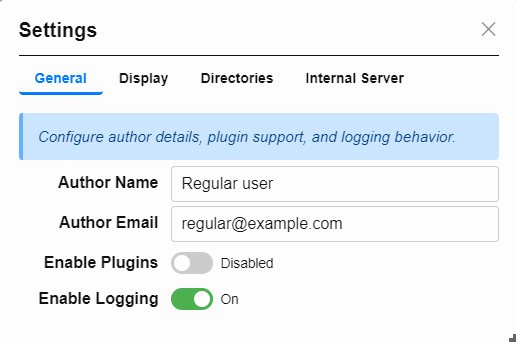 Settings
General Display Directories Internal Server
Configure author details, plugin support, and logging behavior.
Author Name Regular user
Author Email regular@example.com
Enable Plugins Disabled
Enable Logging On